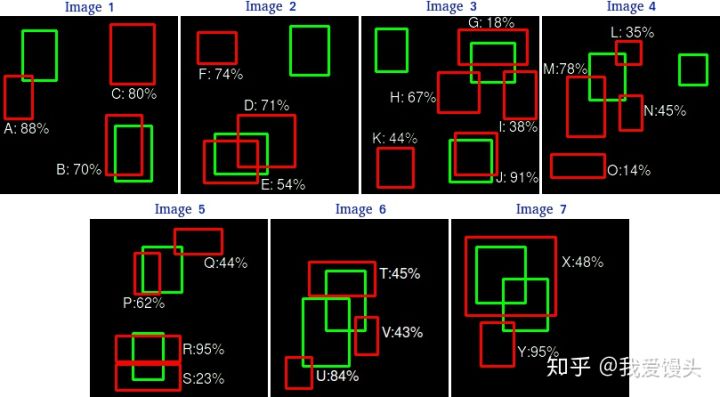 Image 1
Image 2
Image 3
Image 4
A: 88%
B: 70%
C: 80%
F: 74%
D: 71%
E: 54%
G: 18%
H: 67%
I: 38%
K: 44%
J: 91%
L: 35%
M:78%
N:45%
O:14%
Image 5
Image 6
Image 7
Q:44%
P:62%
R:95%
S:23%
T:45%
V:43%
U:84%
X:48%
Y:95%
知乎 @我爱馒头